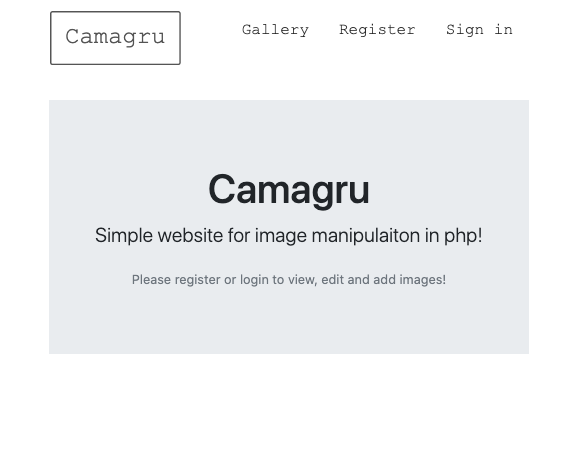 Camagru
Gallery Register Sign in
Camagru
Simple website for image manipulaiton in php!
Please register or login to view, edit and add images!